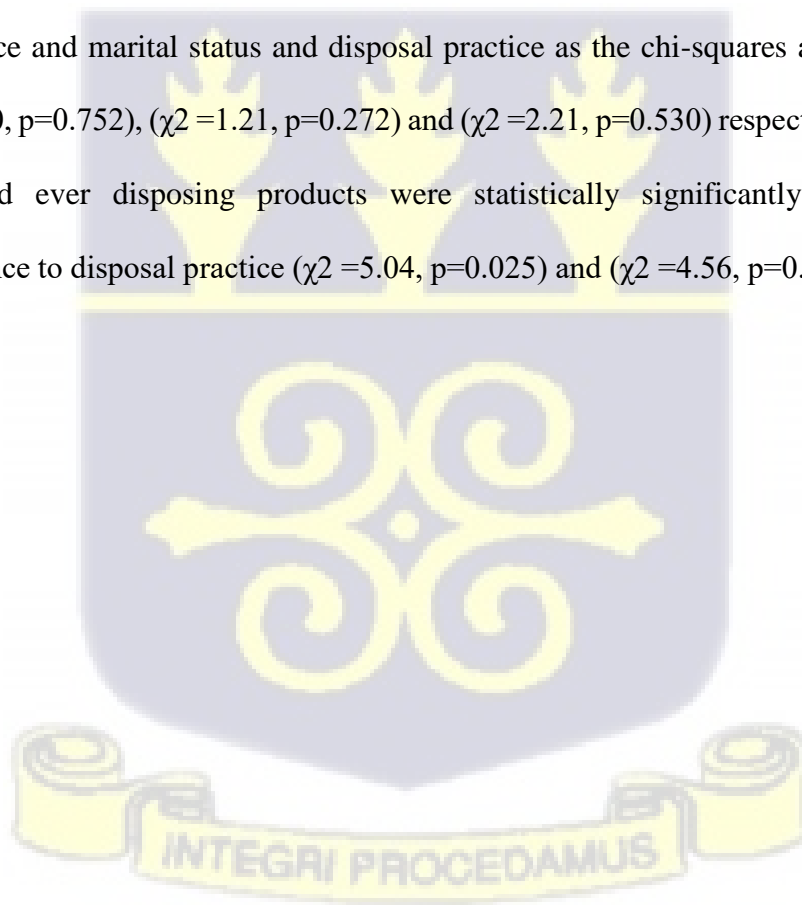 ce and marital status and disposal practice as the chi-squares a
, p=0.752), (χ2 =1.21, p=0.272) and (χ2 =2.21, p=0.530) respect
d ever disposing products were statistically significantly
nce to disposal practice (χ2 =5.04, p=0.025) and (χ2 =4.56, p=0.
INTEGRI PROCEDAMUS